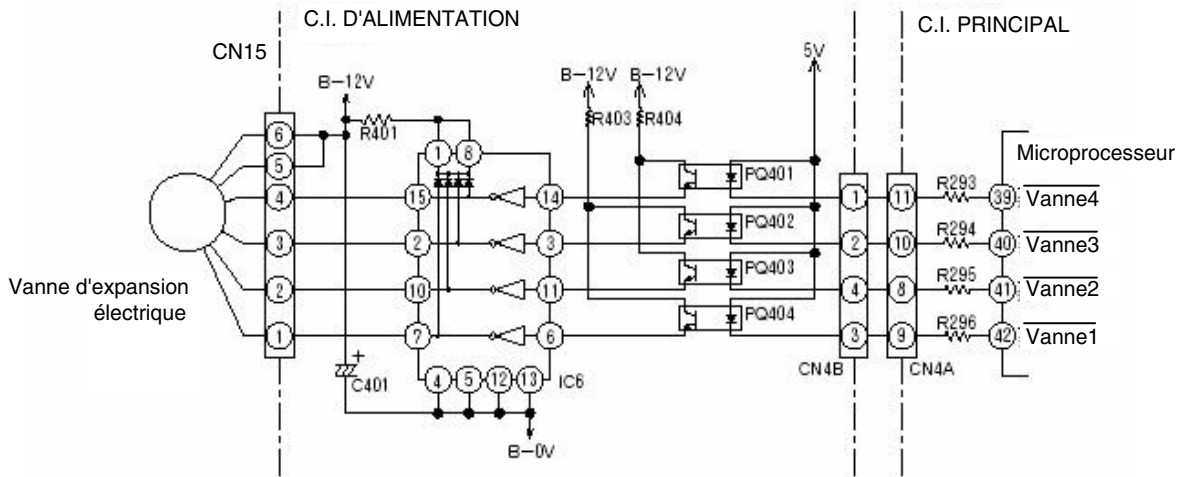 C.I. D'ALIMENTATION
C.I. PRINCIPAL
CN15
5V
B-12V
B-12V B-12V
R401
R403 R404
6
5
4
3
2
1
1 8
15
2
10
7
14
3
11
6
4 5 12 13
IC6
C401
+
B-0V
PQ401
PQ402
PQ403
PQ404
1
2
4
3
CN4B
11
10
8
9
CN4A
R293
R294
R295
R296
Microprocesseur
39 Vanne4
40 Vanne3
41 Vanne2
42 Vanne1
Vanne d'expansion
électrique